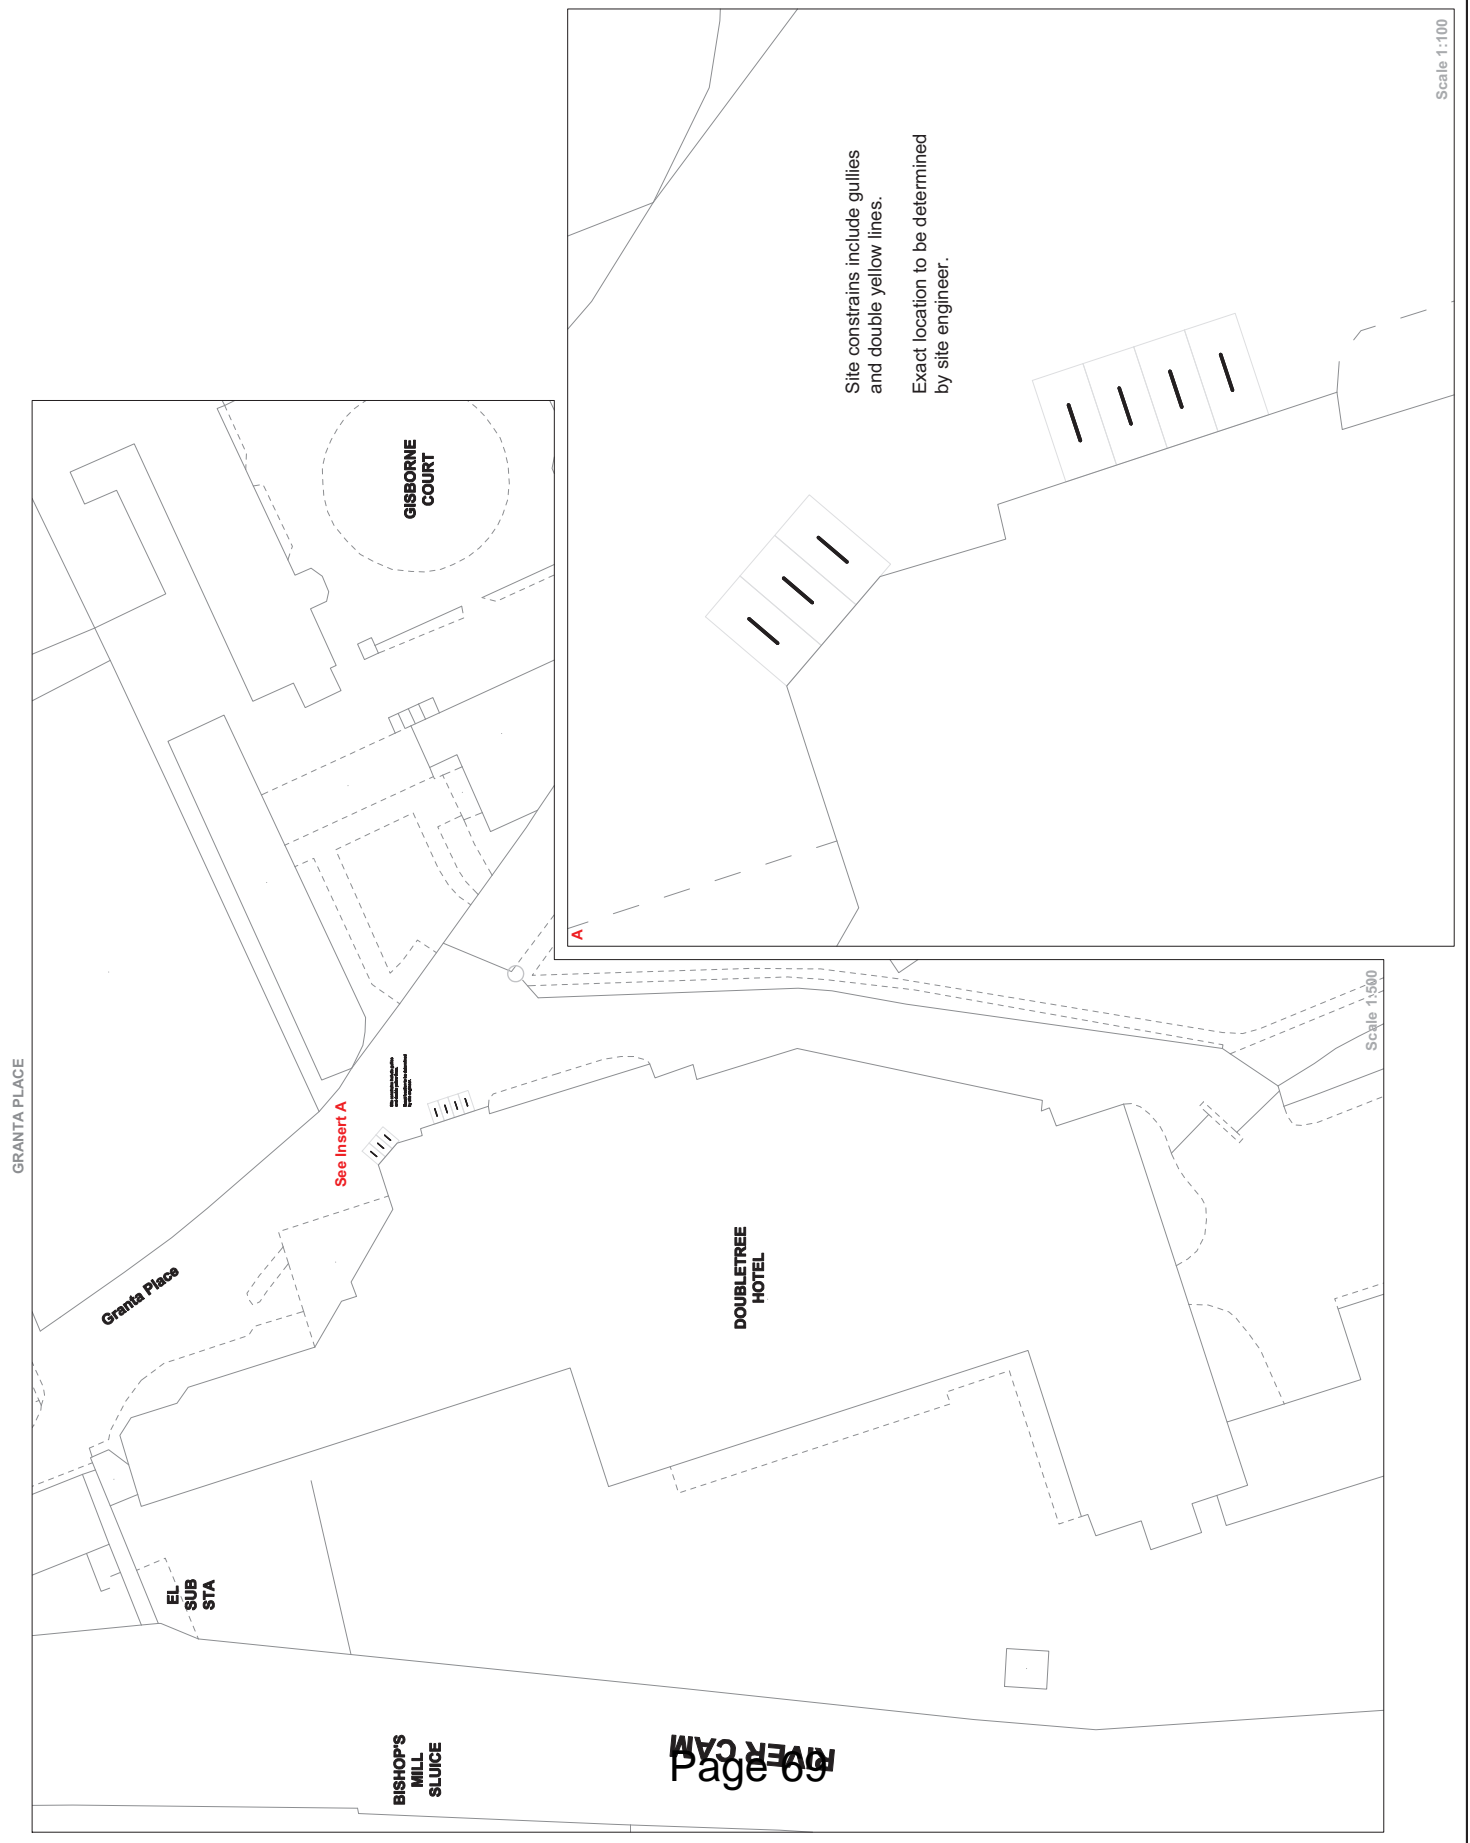 GRANTA PLACE
Scale 1:100
Site constrains include gullies
and double yellow lines.
Exact location to be determined
by site engineer.
A
GISBORNE
COURT
See Insert A
Granta Place
DOUBLETREE
HOTEL
Scale 1:500
EL
SUB
STA
BISHOP'S
MILL
SLUICE
RIVER CAM
Page 69